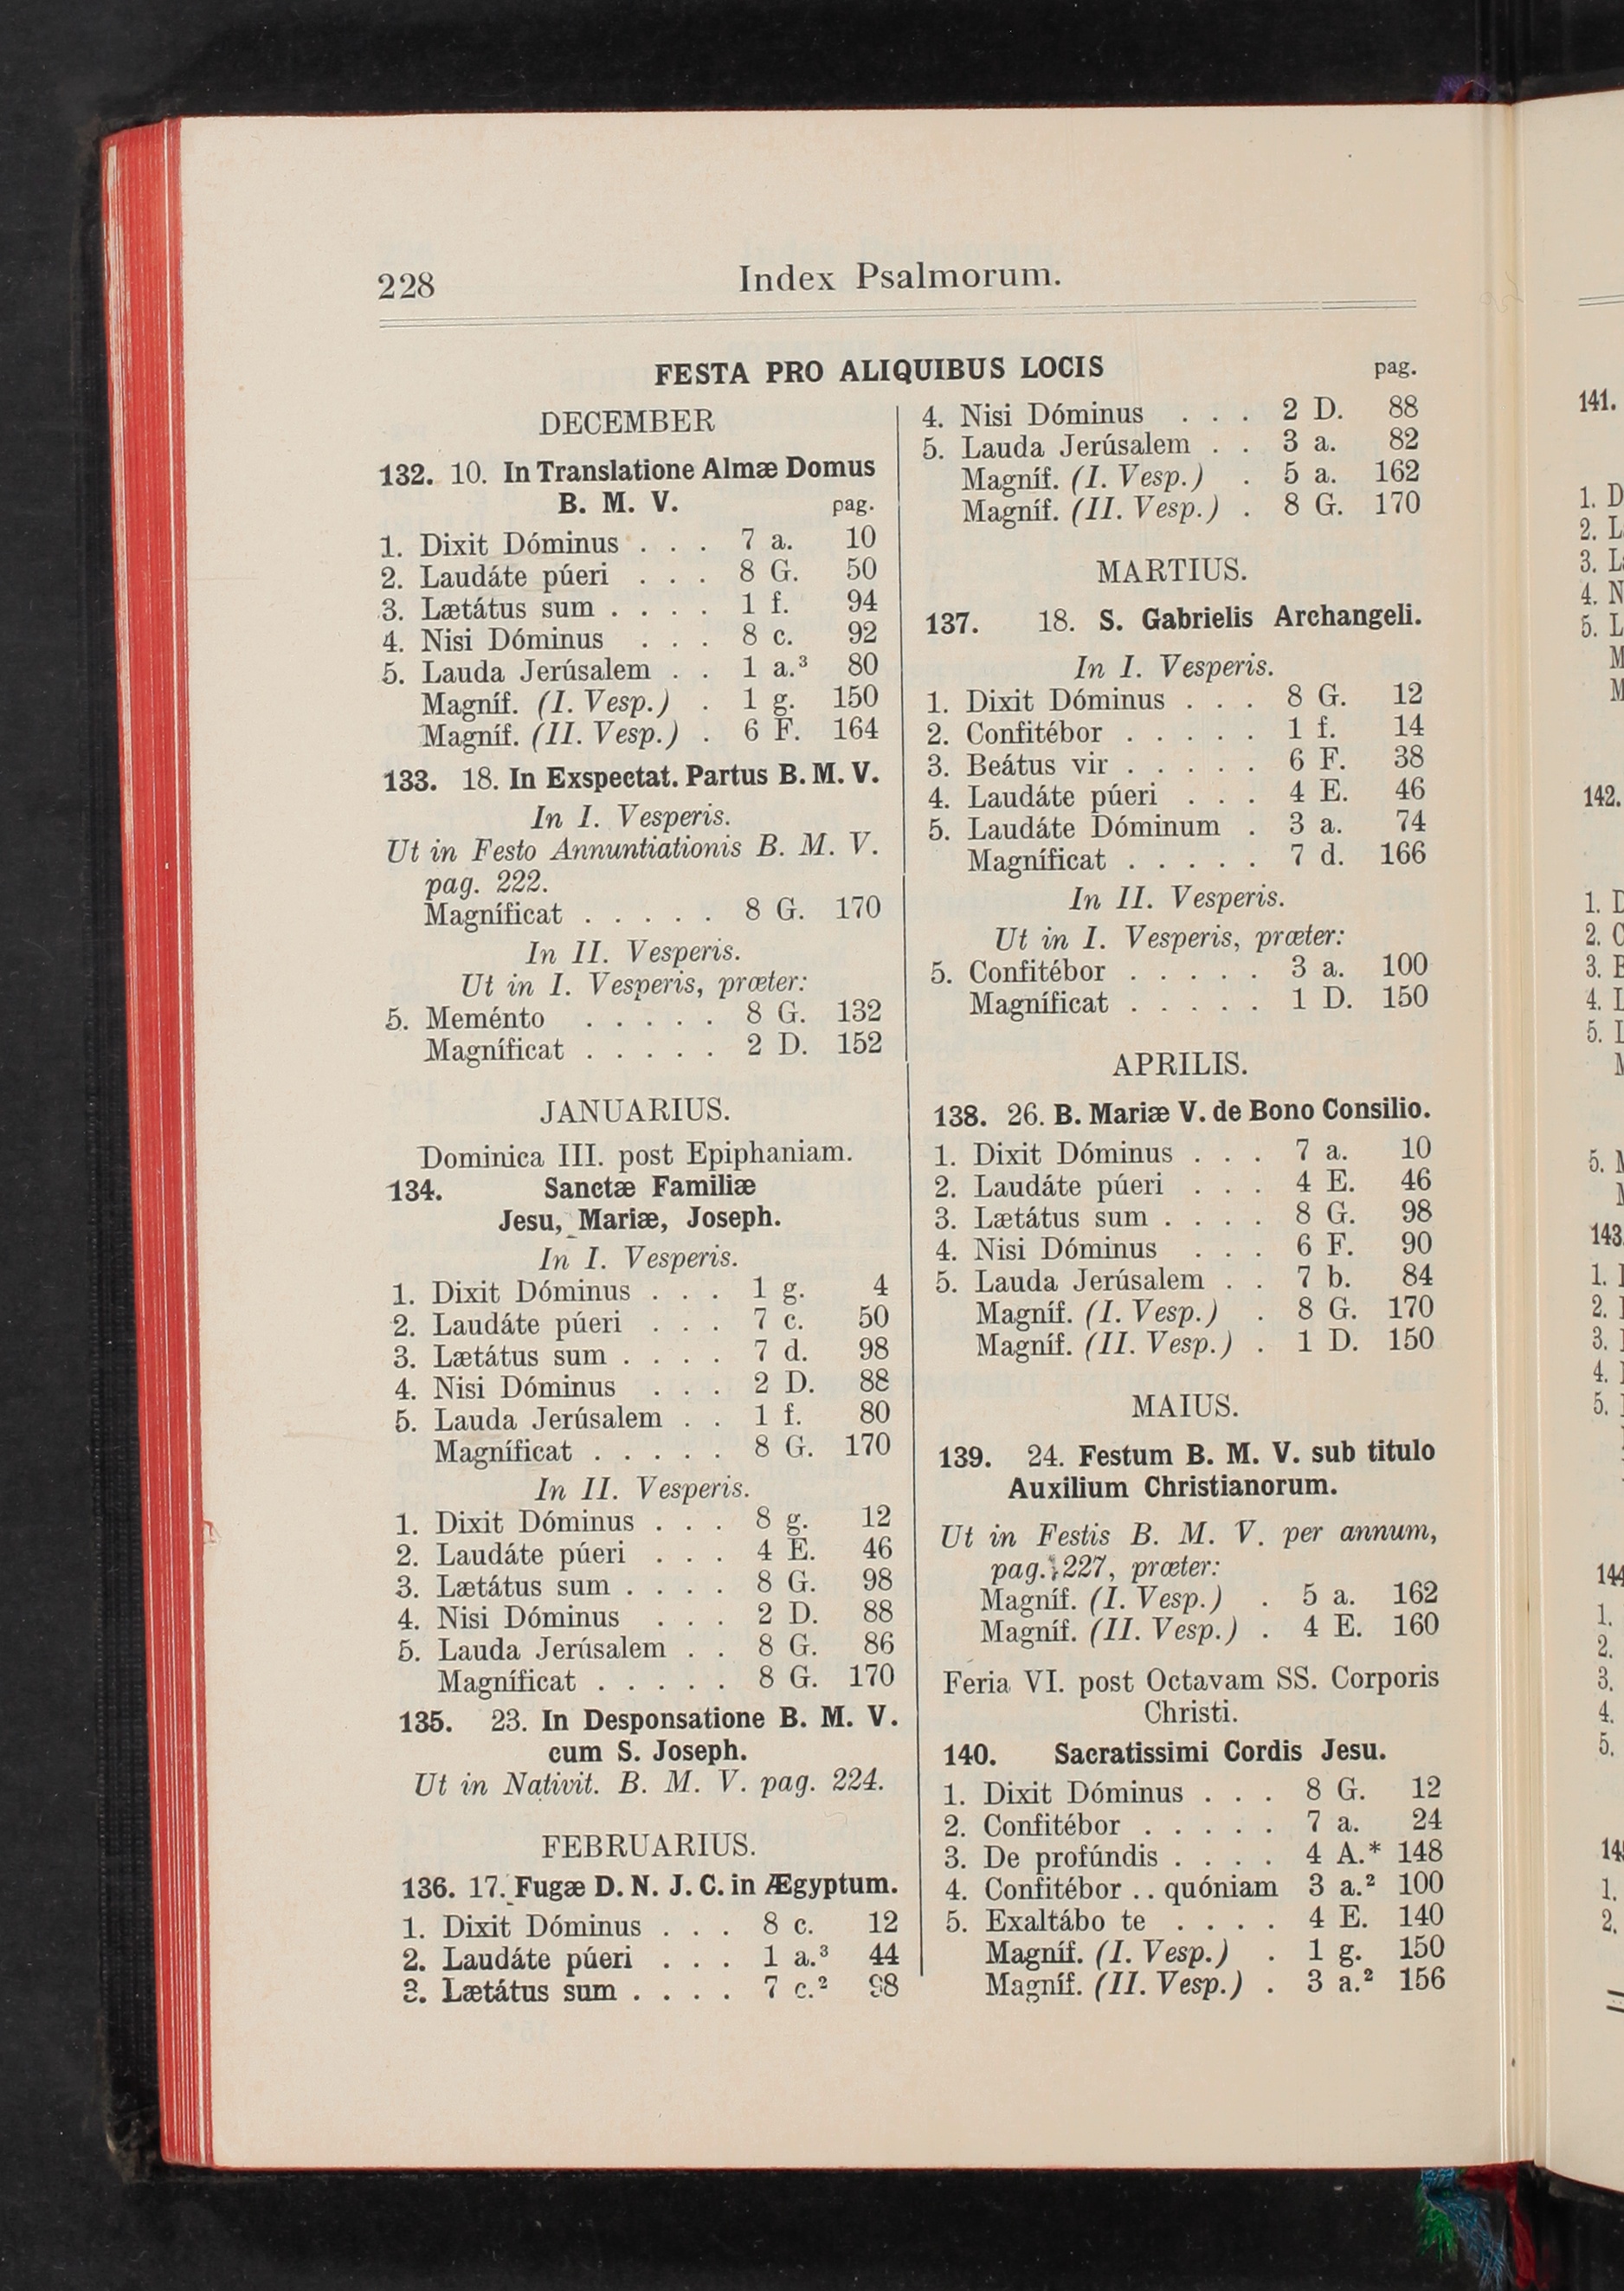 228 Index Psalmorum.
FESTA PRO ALIQUIBUS LOCIS pag.
DECEMBER
132. 10. In Translatione Almæ Domus
B. M. V. pag.
1. Dixit Dóminus . . . 7 a. 10
2. Laudáte púeri . . . 8 G. 50
3. Lætátus sum . . . . 1 f. 94
4. Nisi Dóminus . . . 8 c. 92
5. Lauda Jerúsalem . . 1 a.³ 80
Magníf. (I. Vesp.) . 1 g. 150
Magníf. (II. Vesp.) . 6 F. 164
133. 18. In Exspectat. Partus B. M. V.
In I. Vesperis.
Ut in Festo Annuntiationis B. M. V.
pag. 222.
Magníficat . . . . . 8 G. 170
In II. Vesperis.
Ut in I. Vesperis, præter:
5. Meménto . . . . . 8 G. 132
Magníficat . . . . . 2 D. 152
JANUARIUS.
Dominica III. post Epiphaniam.
134. Sanctæ Familiæ
Jesu, Mariæ, Joseph.
In I. Vesperis.
1. Dixit Dóminus . . . 1 g. 4
2. Laudáte púeri . . . 7 c. 50
3. Lætátus sum . . . . 7 d. 98
4. Nisi Dóminus . . . 2 D. 88
5. Lauda Jerúsalem . . 1 f. 80
Magníficat . . . . . 8 G. 170
In II. Vesperis.
1. Dixit Dóminus . . . 8 g. 12
2. Laudáte púeri . . . 4 E. 46
3. Lætátus sum . . . . 8 G. 98
4. Nisi Dóminus . . . 2 D. 88
5. Lauda Jerúsalem . . 8 G. 86
Magníficat . . . . . 8 G. 170
135. 23. In Desponsatione B. M. V.
cum S. Joseph.
Ut in Nativit. B. M. V. pag. 224.
FEBRUARIUS.
136. 17. Fugæ D. N. J. C. in Ægyptum.
1. Dixit Dóminus . . . 8 c. 12
2. Laudáte púeri . . . 1 a.³ 44
3. Lætátus sum . . . . 7 c.² 98
4. Nisi Dóminus . . . 2 D. 88
5. Lauda Jerúsalem . . 3 a. 82
Magníf. (I. Vesp.) . 5 a. 162
Magníf. (II. Vesp.) . 8 G. 170
MARTIUS.
137. 18. S. Gabrielis Archangeli.
In I. Vesperis.
1. Dixit Dóminus . . . 8 G. 12
2. Confitébor . . . . . 1 f. 14
3. Beátus vir . . . . . 6 F. 38
4. Laudáte púeri . . . 4 E. 46
5. Laudáte Dóminum . 3 a. 74
Magníficat . . . . . 7 d. 166
In II. Vesperis.
Ut in I. Vesperis, præter:
5. Confitébor . . . . . 3 a. 100
Magníficat . . . . . 1 D. 150
APRILIS.
138. 26. B. Mariæ V. de Bono Consilio.
1. Dixit Dóminus . . . 7 a. 10
2. Laudáte púeri . . . 4 E. 46
3. Lætátus sum . . . . 8 G. 98
4. Nisi Dóminus . . . 6 F. 90
5. Lauda Jerúsalem . . 7 b. 84
Magníf. (I. Vesp.) . 8 G. 170
Magníf. (II. Vesp.) . 1 D. 150
MAIUS.
139. 24. Festum B. M. V. sub titulo
Auxilium Christianorum.
Ut in Festis B. M. V. per annum,
pag. 227, præter:
Magníf. (I. Vesp.) . 5 a. 162
Magníf. (II. Vesp.) . 4 E. 160
Feria VI. post Octavam SS. Corporis
Christi.
140. Sacratissimi Cordis Jesu.
1. Dixit Dóminus . . . 8 G. 12
2. Confitébor . . . . . 7 a. 24
3. De profúndis . . . . 4 A.* 148
4. Confitébor . . quóniam 3 a.² 100
5. Exaltábo te . . . . 4 E. 140
Magníf. (I. Vesp.) . 1 g. 150
Magníf. (II. Vesp.) . 3 a.² 156
141.
142.
143